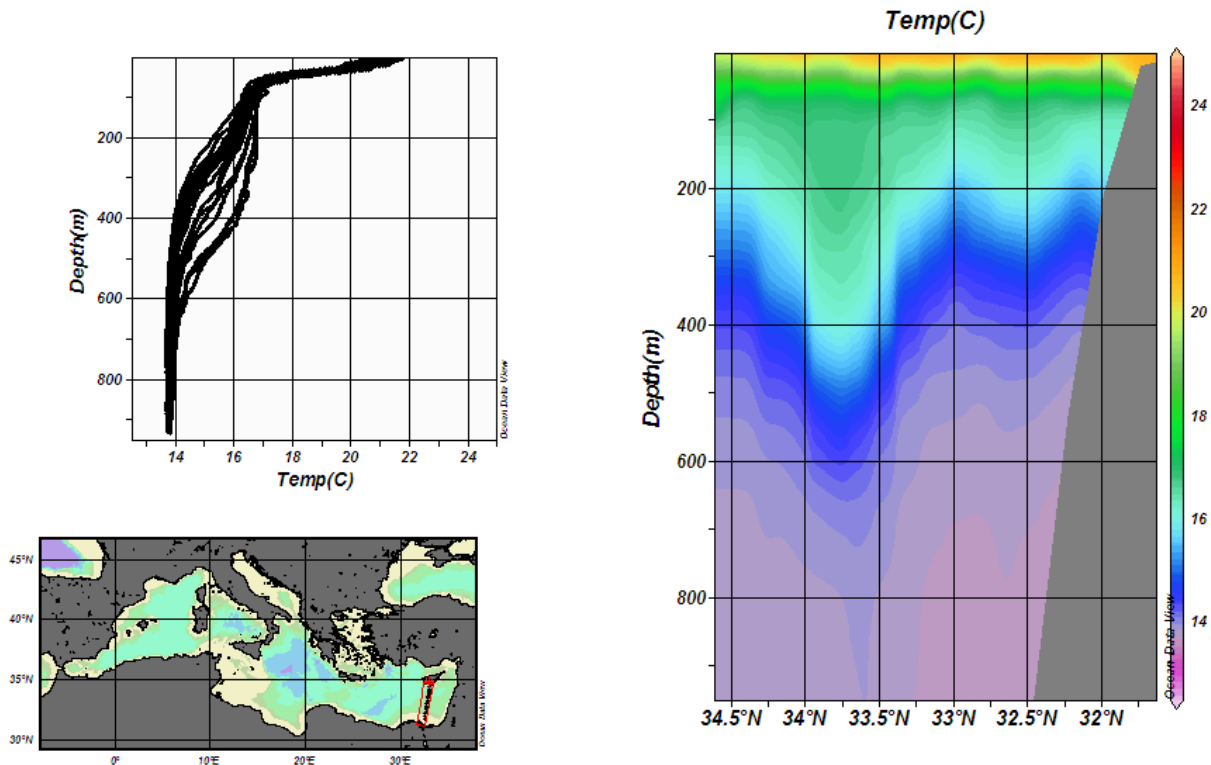 200
400
600
800
Depth(m)
14 16 18 20 22 24
Temp(C)
Ocean Data View
45°N
40°N
35°N
30°N
0° 10°E 20°E 30°E
Ocean Data View
Temp(C)
200
400
600
800
Depth(m)
34.5°N 34°N 33.5°N 33°N 32.5°N 32°N
24
22
20
18
16
14
Ocean Data View